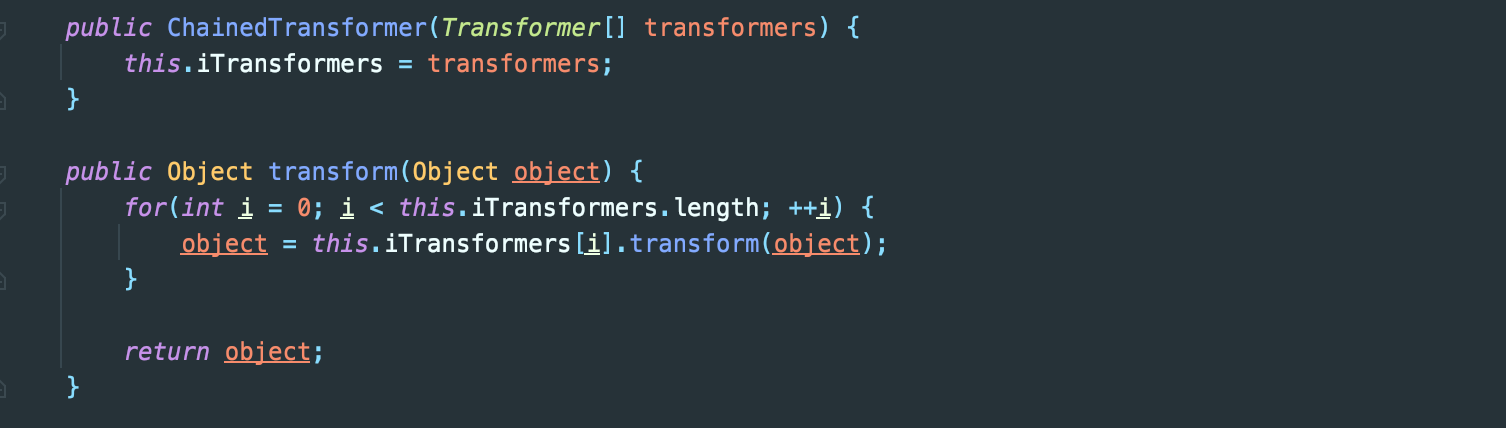 public ChainedTransformer(Transformer[] transformers) {
this.iTransformers = transformers;
}
public Object transform(Object object) {
for(int i = 0; i < this.iTransformers.length; ++i) {
object = this.iTransformers[i].transform(object);
}
return object;
}